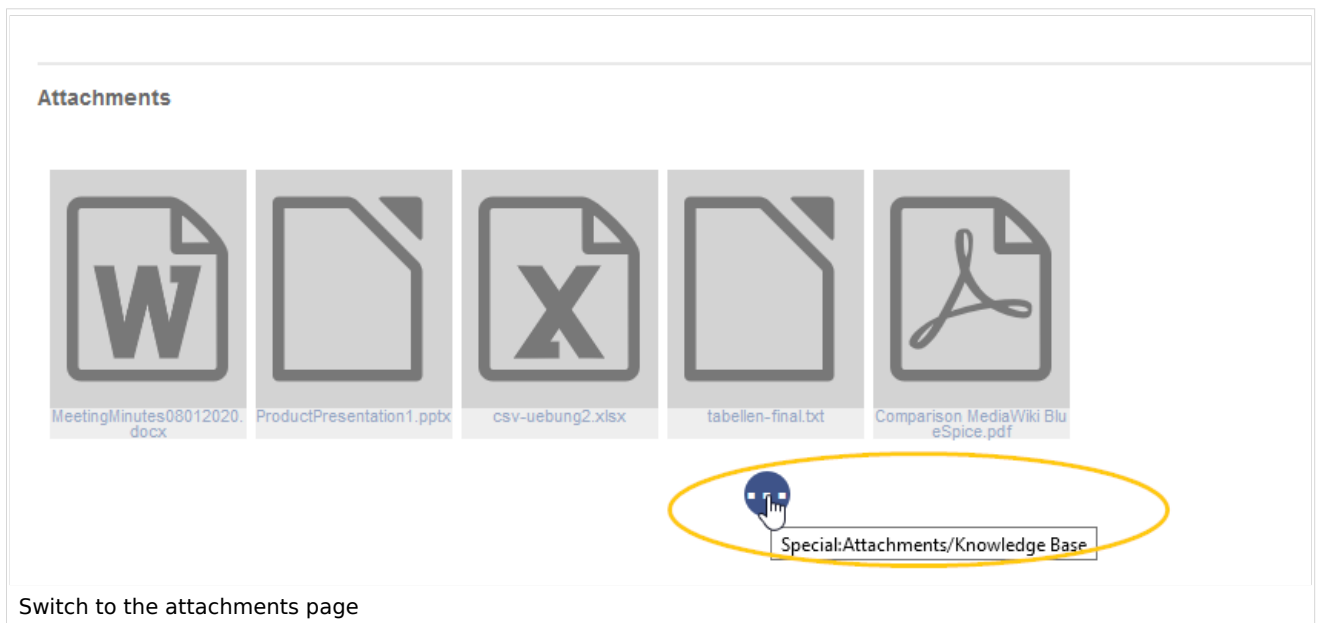 Attachments
W
X
MeetingMinutes08012020.
docx
ProductPresentation1.pptx
csv-uebung2.xlsx
tabellen-final.txt
Comparison MediaWiki Blu
eSpice.pdf
Special:Attachments/Knowledge Base
Switch to the attachments page